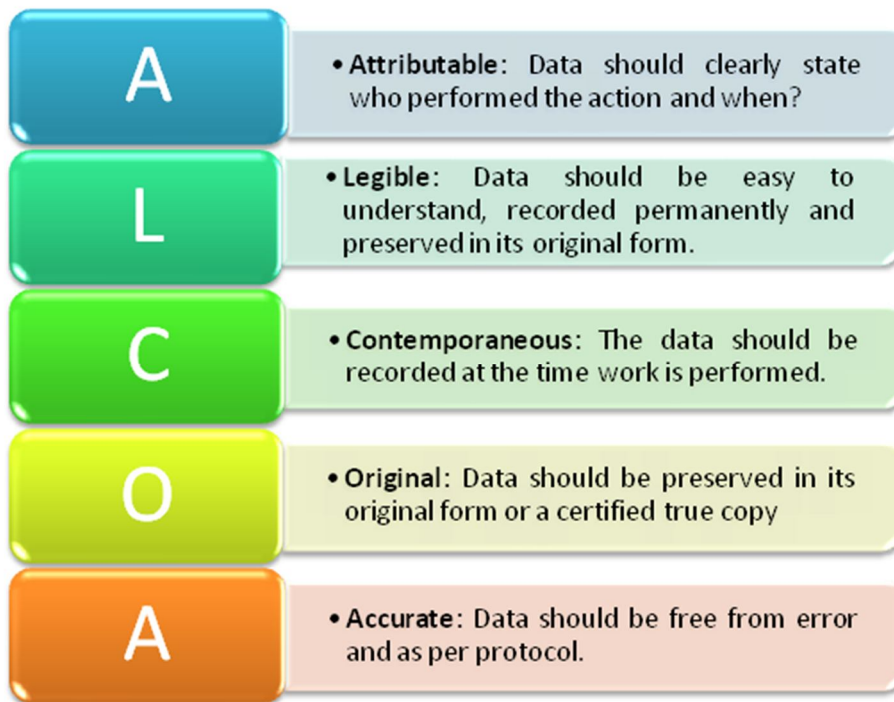 A
• Attributable: Data should clearly state
who performed the action and when?
L
• Legible: Data should be easy to
understand, recorded permanently and
preserved in its original form.
C
• Contemporaneous: The data should be
recorded at the time work is performed.
O
• Original: Data should be preserved in its
original form or a certified true copy
A
• Accurate: Data should be free from error
and as per protocol.